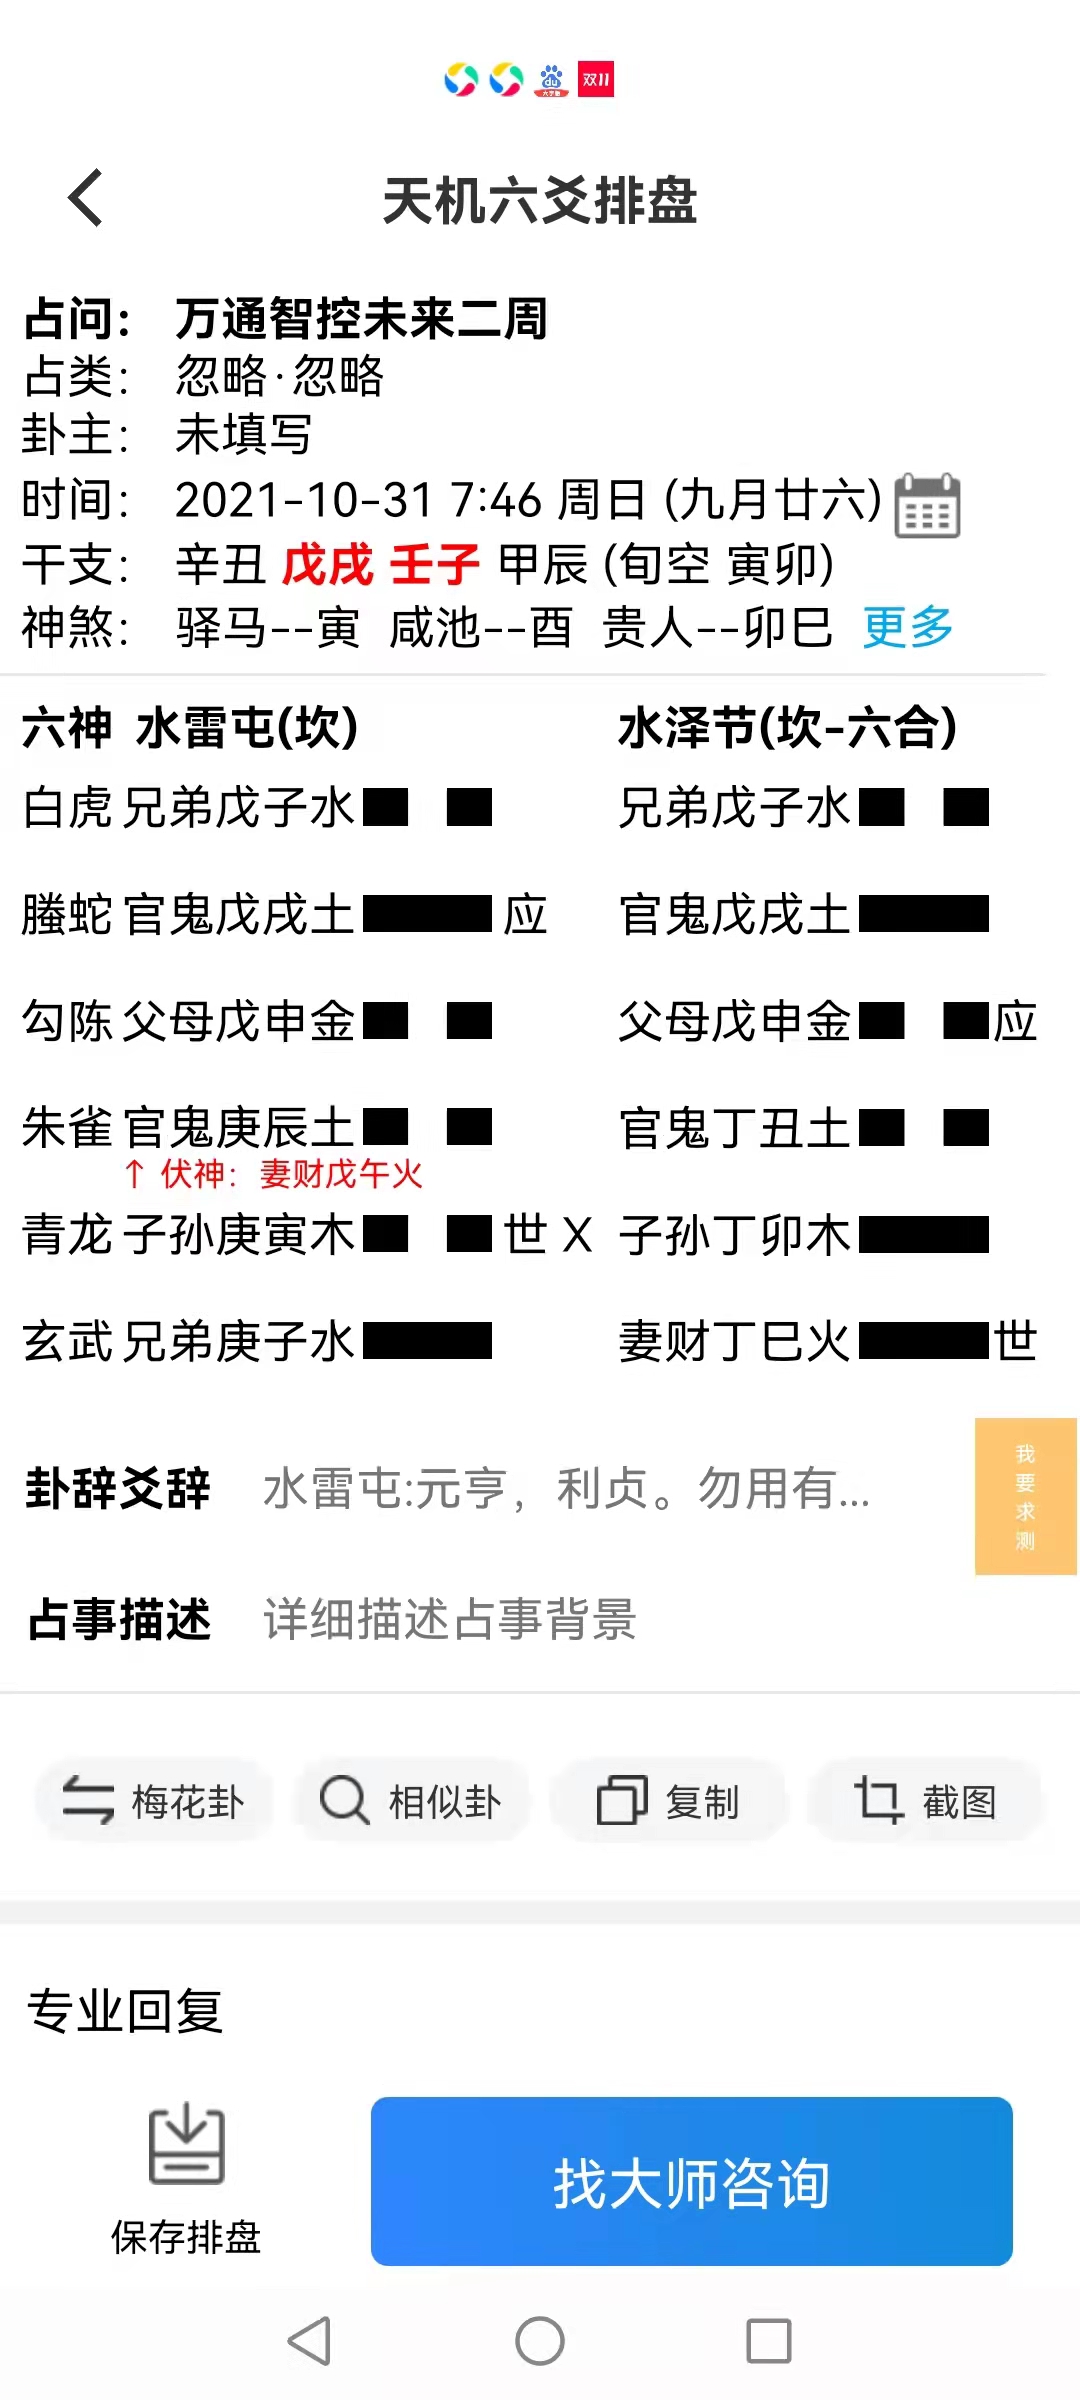 双11
天机六爻排盘
占问： 万通智控未来二周
占类： 忽略·忽略
卦主： 未填写
时间： 2021-10-31 7:46 周日 (九月廿六)
干支： 辛丑 戊戌 壬子 甲辰 (旬空 寅卯)
神煞： 驿马--寅 咸池--酉 贵人--卯巳 更多
六神 水雷屯(坎) 水泽节(坎-六合)
白虎 兄弟戊子水 兄弟戊子水
螣蛇 官鬼戊戌土 应 官鬼戊戌土
勾陈 父母戊申金 父母戊申金 应
朱雀 官鬼庚辰土 官鬼丁丑土
↑ 伏神： 妻财戊午火
青龙 子孙庚寅木 世 X 子孙丁卯木
玄武 兄弟庚子水 妻财丁巳火 世
我要求测
卦辞爻辞 水雷屯:元亨，利贞。勿用有...
占事描述 详细描述占事背景
梅花卦 相似卦 复制 截图
专业回复
保存排盘 找大师咨询